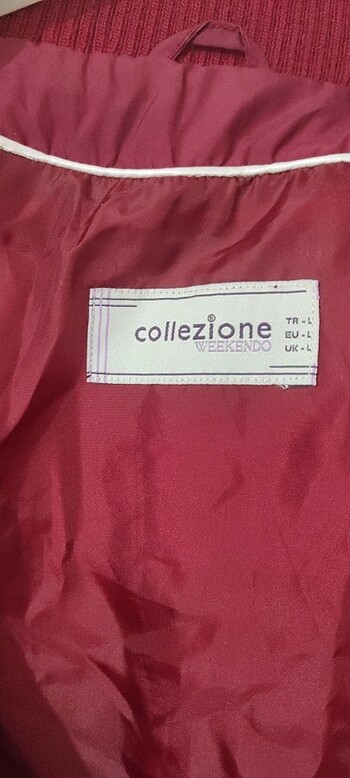 collezione®
WEEKENDO
TR - L
EU - L
UK - L